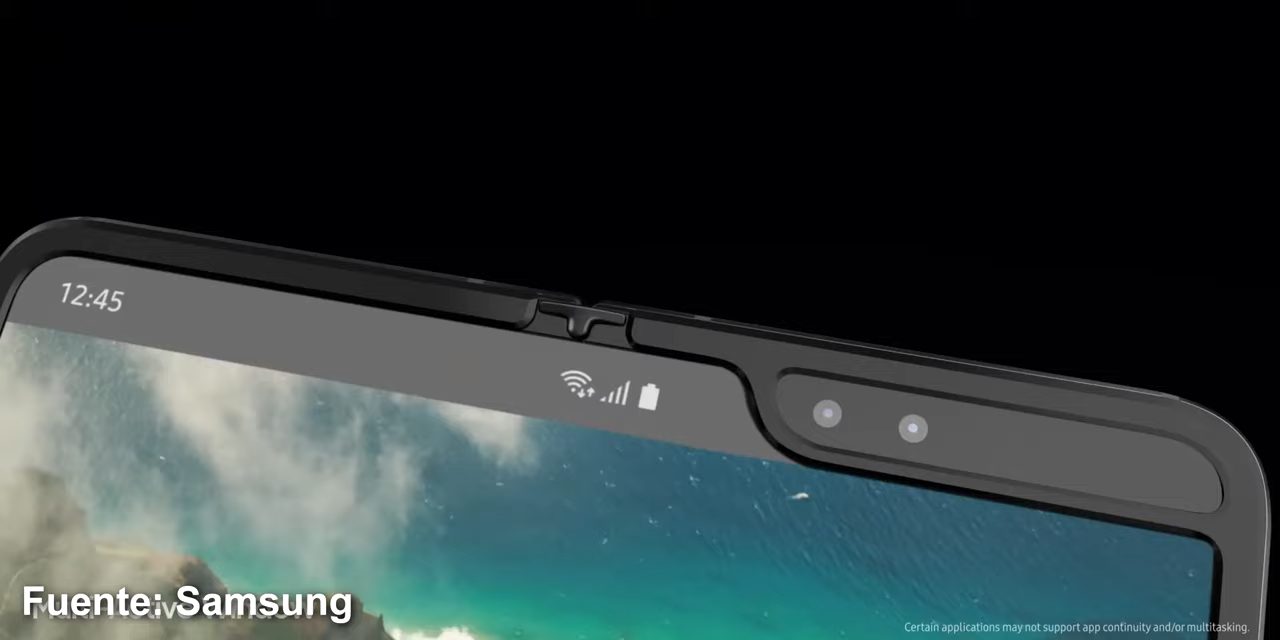 12:45
Fuente: Samsung
Certain applications may not support app continuity and/or multitasking.